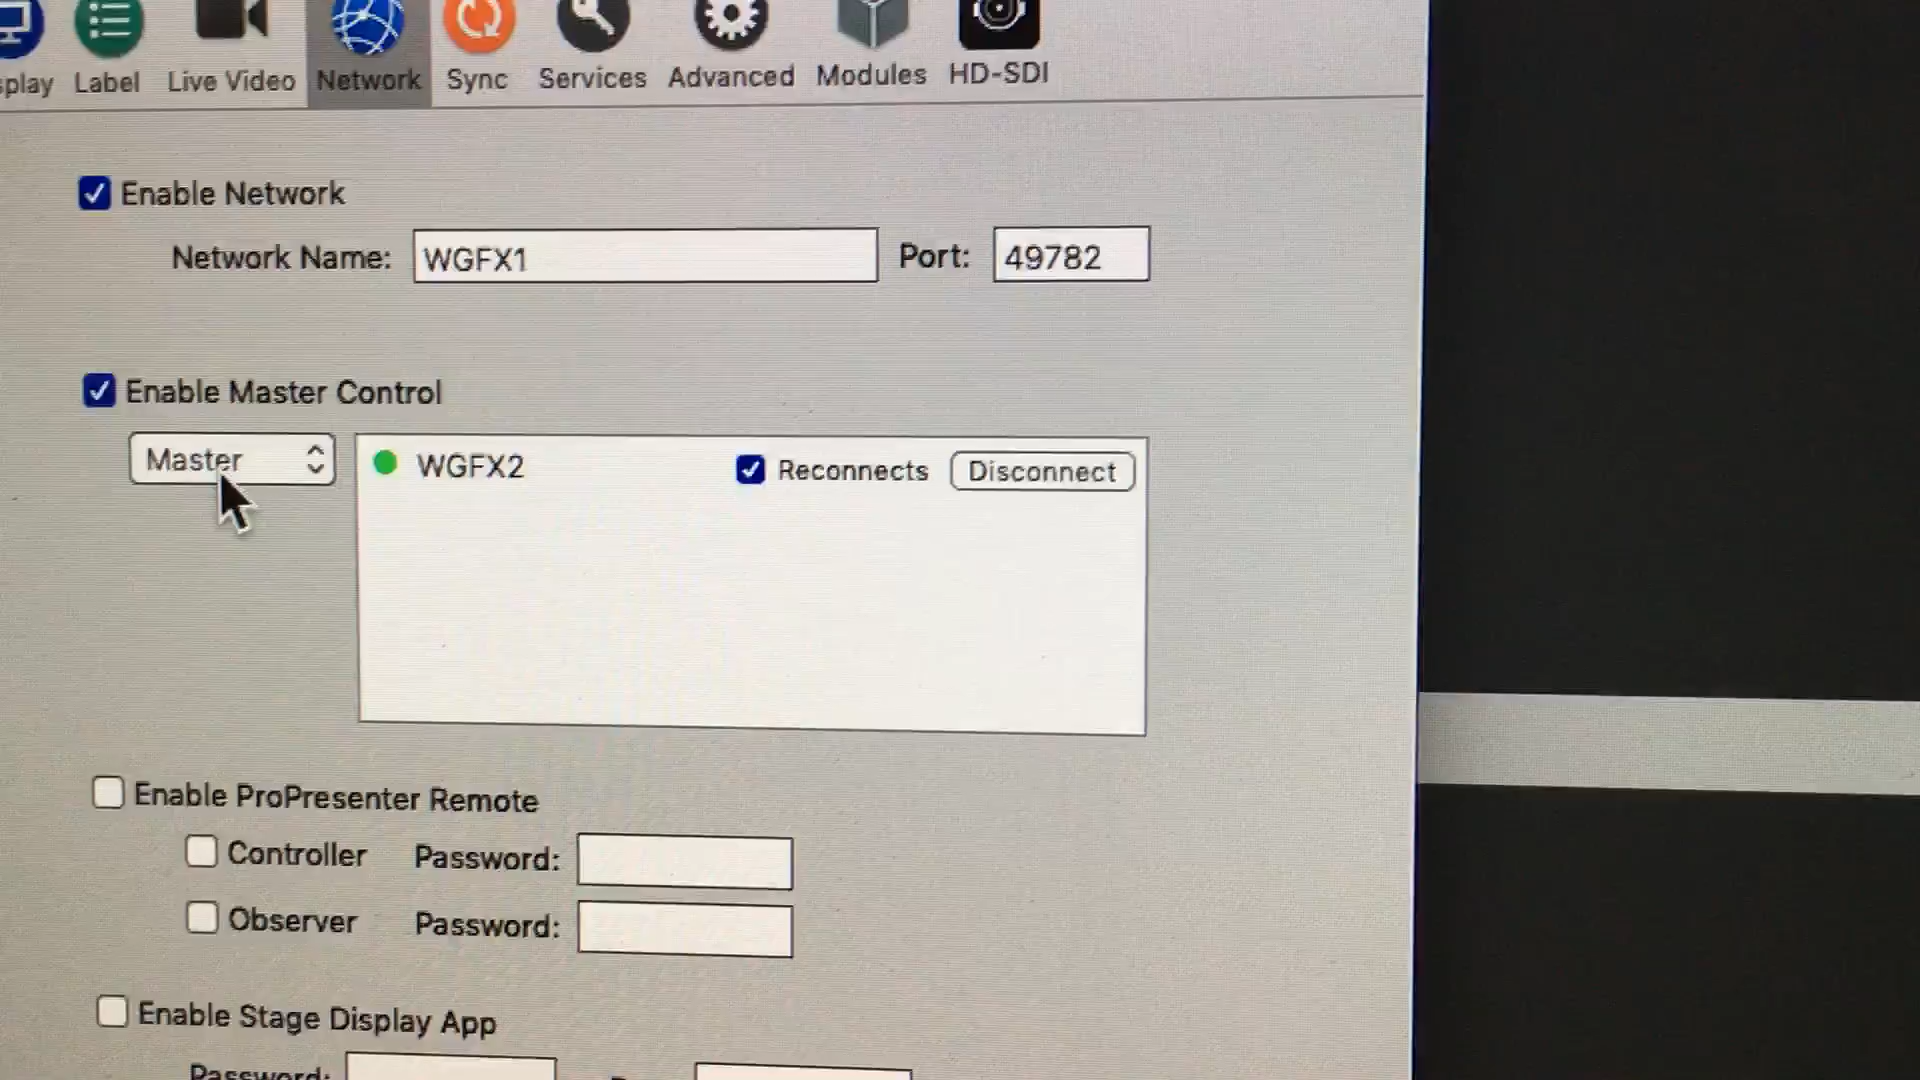 splay Label Live Video Network Sync Services Advanced Modules HD-SDI
Enable Network
Network Name: WGFX1 Port: 49782
Enable Master Control
Master WGFX2 Reconnects Disconnect
Enable ProPresenter Remote
Controller Password:
Observer Password:
Enable Stage Display App
Password: